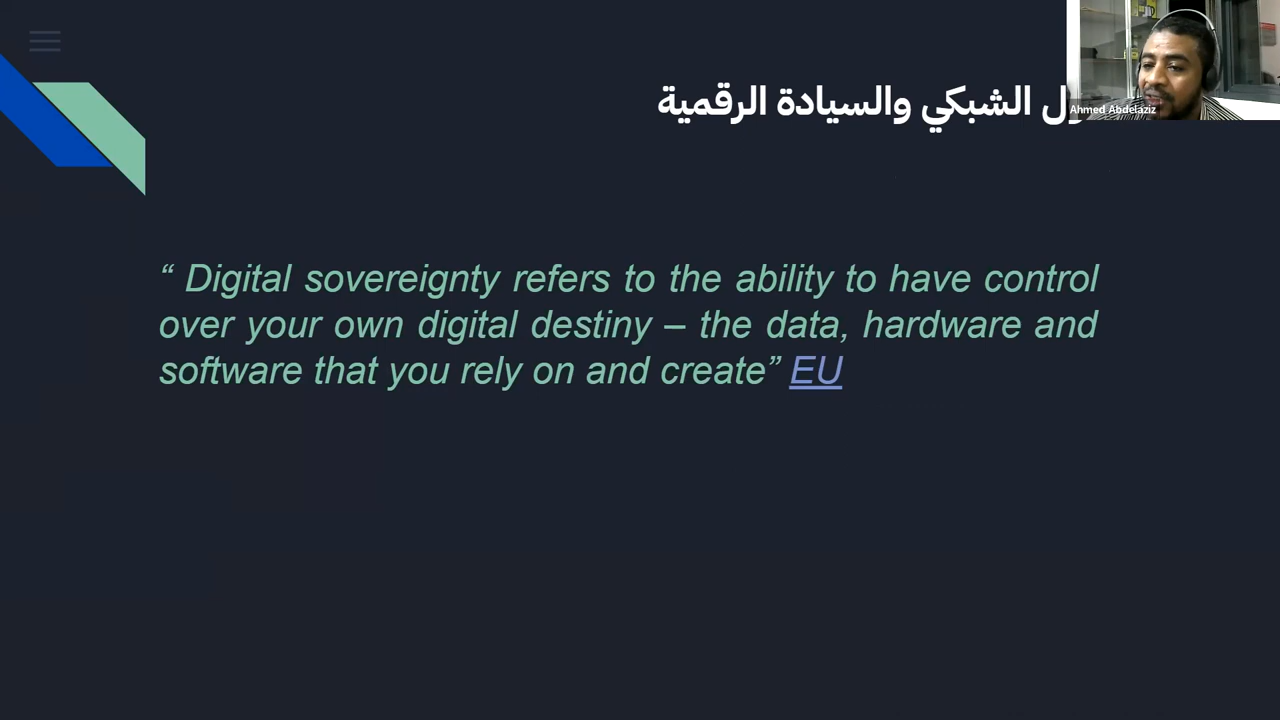 الشبكي والسيادة الرقمية
Ahmed Abdelaziz
“ Digital sovereignty refers to the ability to have control
over your own digital destiny – the data, hardware and
software that you rely on and create” EU